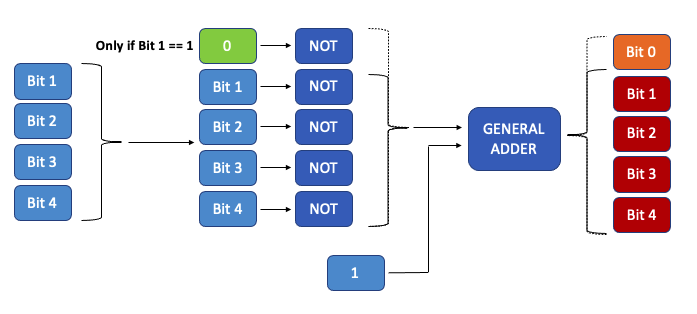 Only if Bit 1 == 1
0
NOT
Bit 0
Bit 1
Bit 1
NOT
Bit 1
Bit 2
Bit 2
NOT
GENERAL
ADDER
Bit 2
Bit 3
Bit 3
NOT
Bit 3
Bit 4
Bit 4
NOT
Bit 4
1